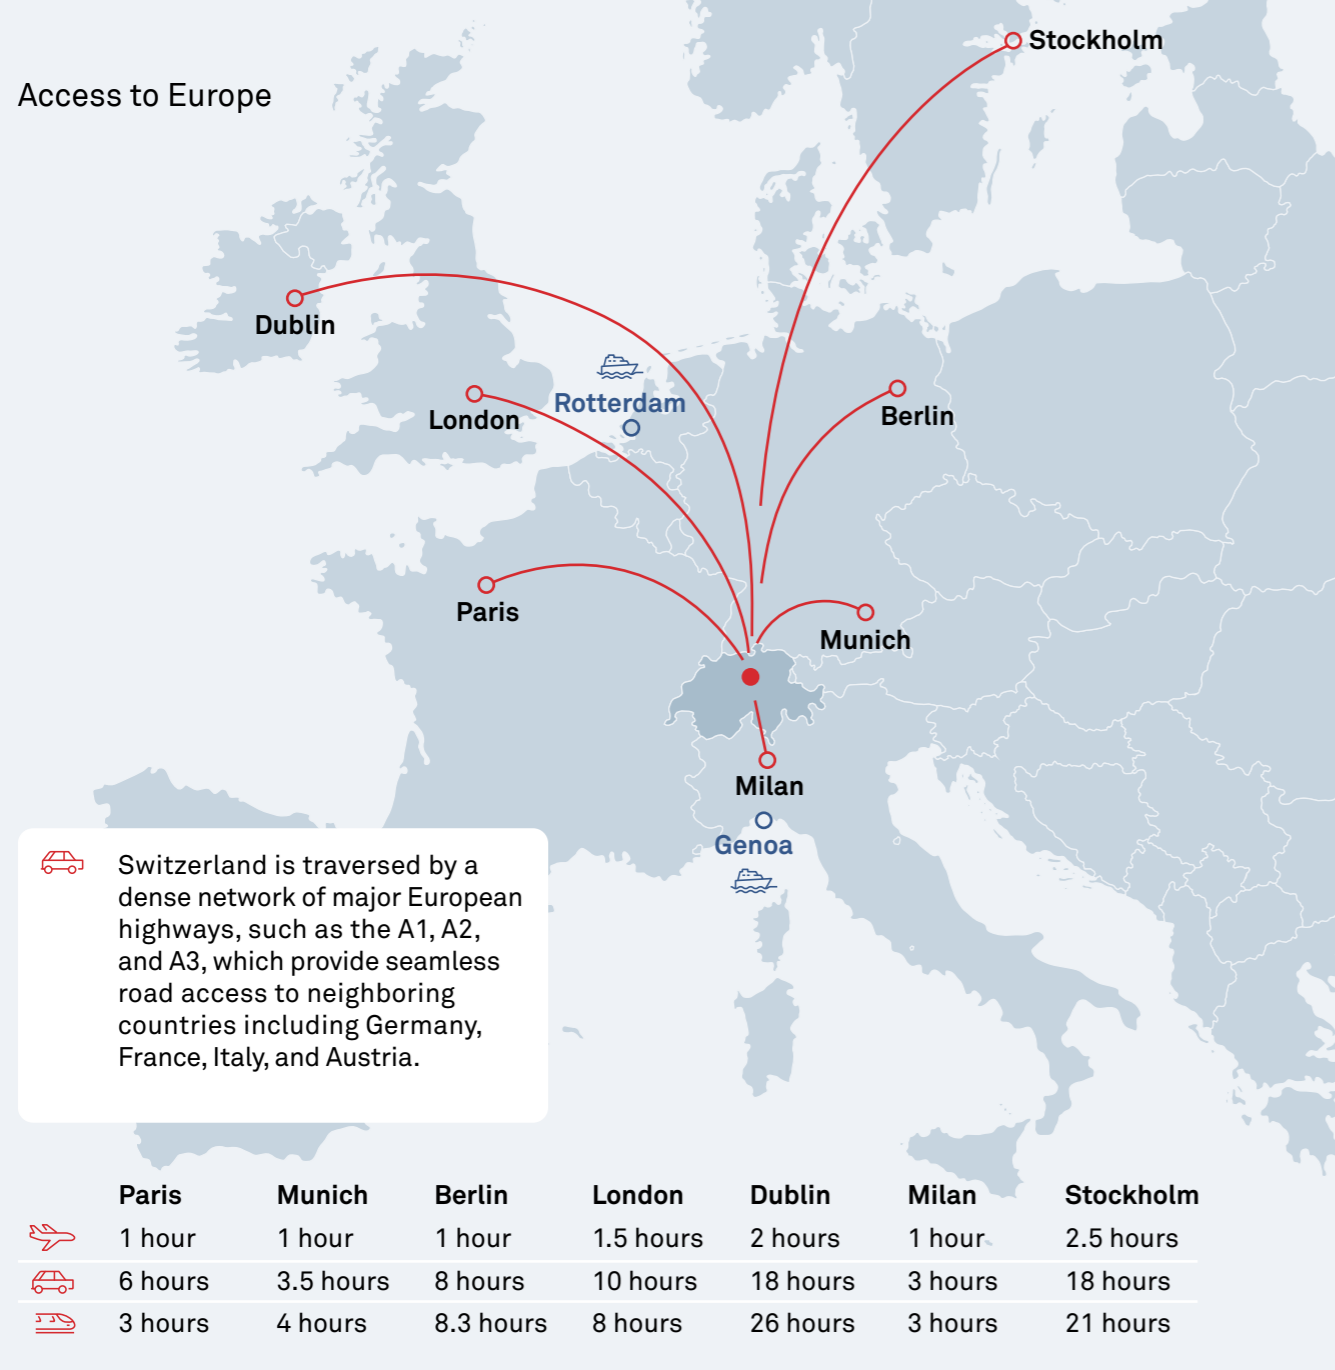 Access to Europe
Stockholm
Dublin
Rotterdam
London
Berlin
Paris
Munich
Milan
Genoa
Switzerland is traversed by a
dense network of major European
highways, such as the A1, A2,
and A3, which provide seamless
road access to neighboring
countries including Germany,
France, Italy, and Austria.
Paris Munich Berlin London Dublin Milan Stockholm
1 hour 1 hour 1 hour 1.5 hours 2 hours 1 hour 2.5 hours
6 hours 3.5 hours 8 hours 10 hours 18 hours 3 hours 18 hours
3 hours 4 hours 8.3 hours 8 hours 26 hours 3 hours 21 hours